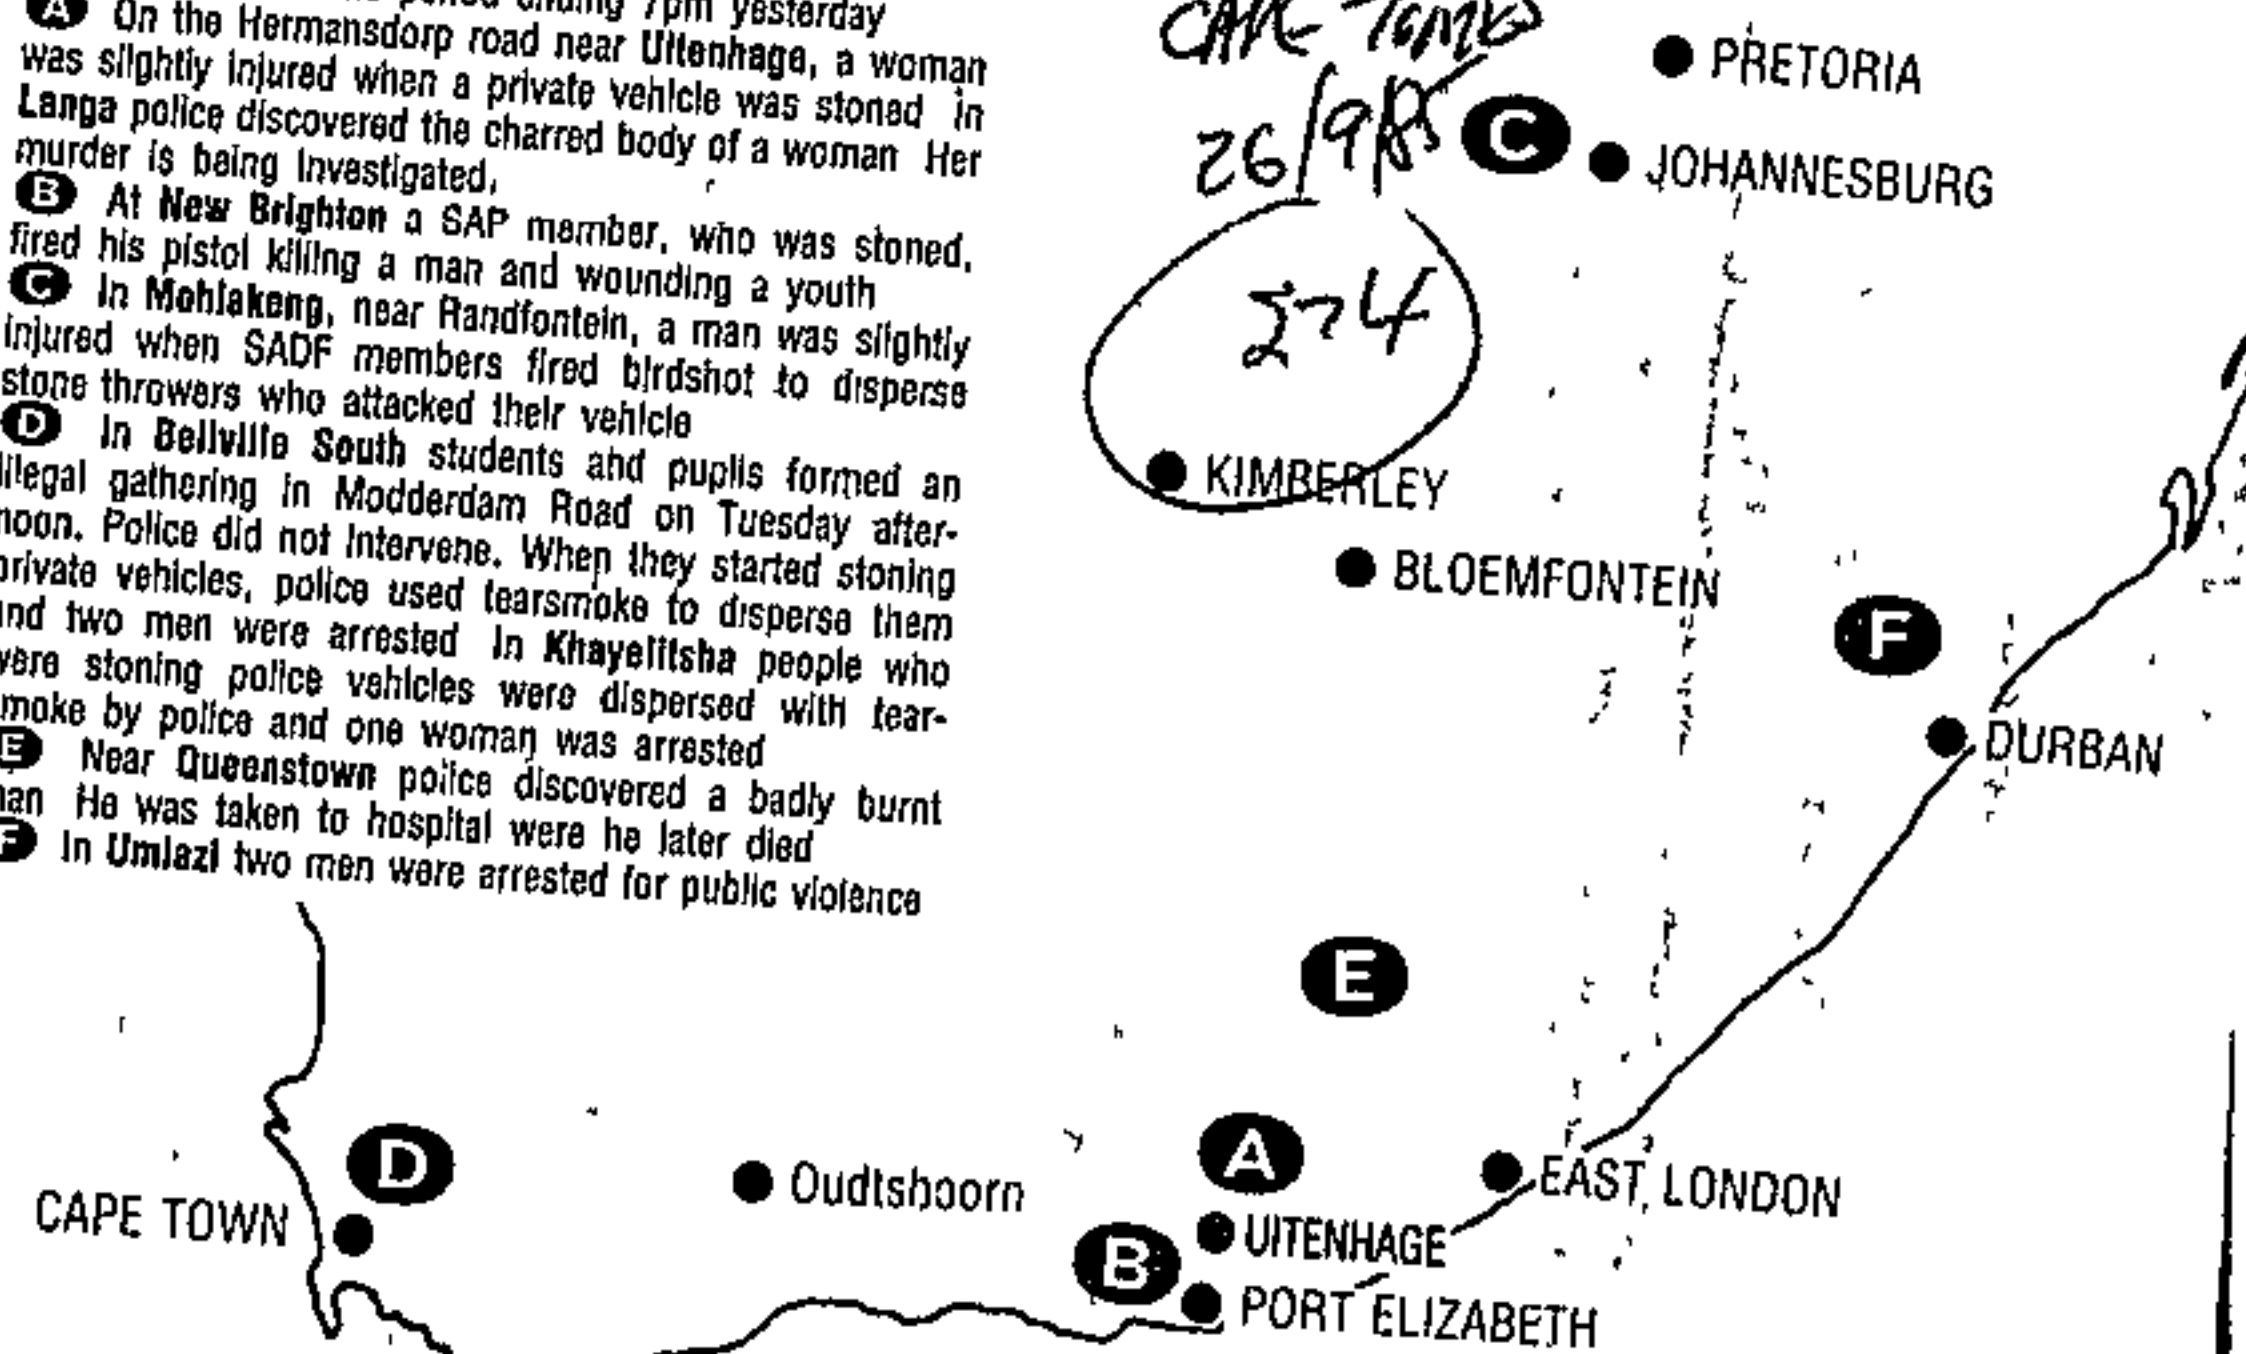 ending 7pm yesterday
A On the Hermansdorp road near Uitenhage, a woman
was slightly injured when a private vehicle was stoned in
Langa police discovered the charred body of a woman Her
murder is being investigated,
B At New Brighton a SAP member, who was stoned,
fired his pistol killing a man and wounding a youth
C In Mohlakeng, near Randfontein, a man was slightly
injured when SADF members fired birdshot to disperse
stone throwers who attacked their vehicle
D In Bellville South students and pupils formed an
illegal gathering in Modderdam Road on Tuesday after-
noon. Police did not intervene. When they started stoning
private vehicles, police used tearsmoke to disperse them
and two men were arrested In Khayelitsha people who
were stoning police vehicles were dispersed with tear-
smoke by police and one woman was arrested
E Near Queenstown police discovered a badly burnt
man He was taken to hospital were he later died
F In Umlazi two men were arrested for public violence
26/9/85
274
PRETORIA
C
JOHANNESBURG
KIMBERLEY
BLOEMFONTEIN
F
DURBAN
E
D
CAPE TOWN
Oudtshoorn
A
EAST LONDON
UITENHAGE
B
PORT ELIZABETH